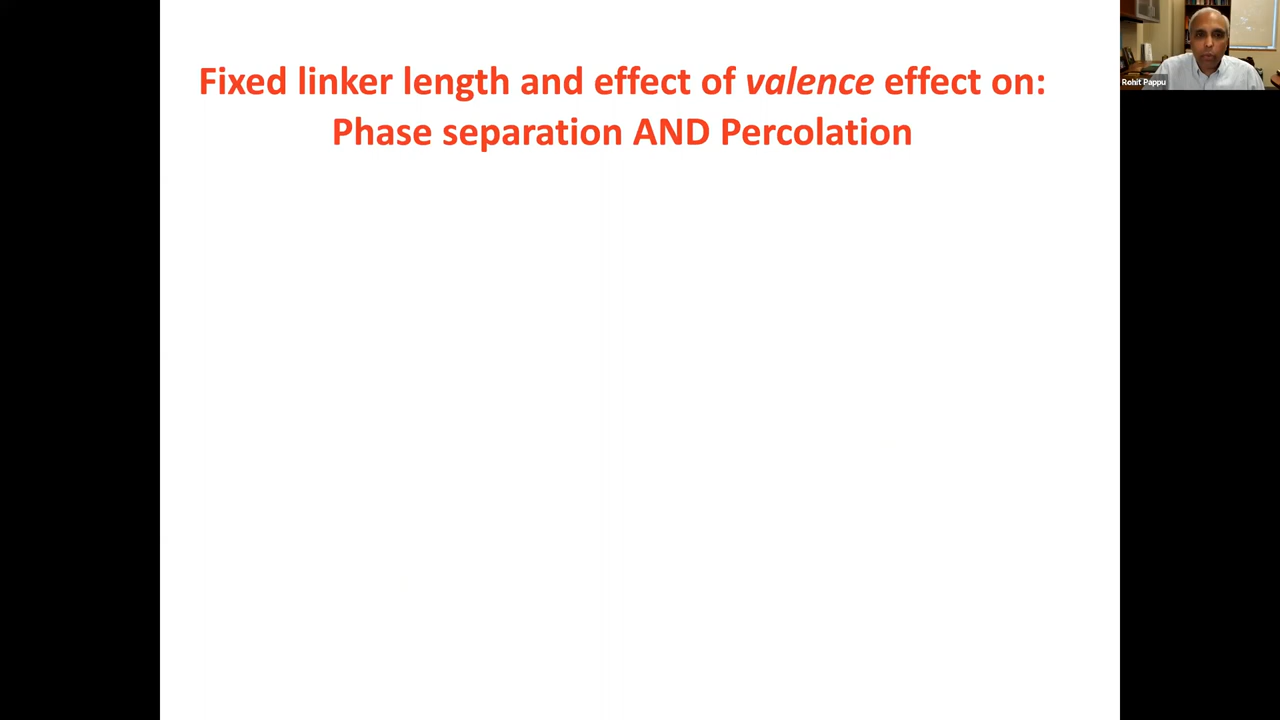 Fixed linker length and effect of valence effect on:
Phase separation AND Percolation
Rohit Pappu